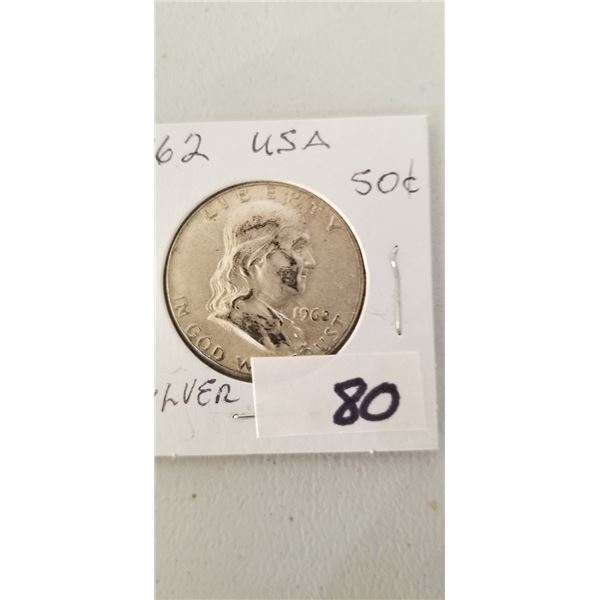 62 USA
50¢
LIBERTY
1962
IN GOD WE TRUST
LVER
80